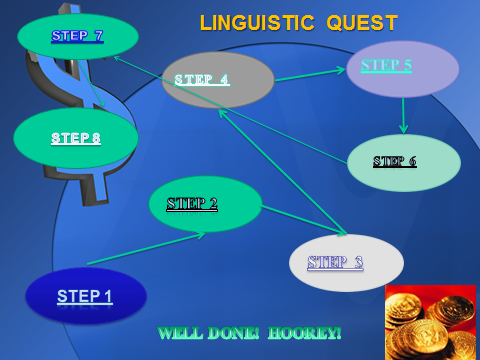 LINGUISTIC QUEST
STEP 7
STEP 4
STEP 5
STEP 8
STEP 6
STEP 2
STEP 3
STEP 1
WELL DONE! HOOREY!